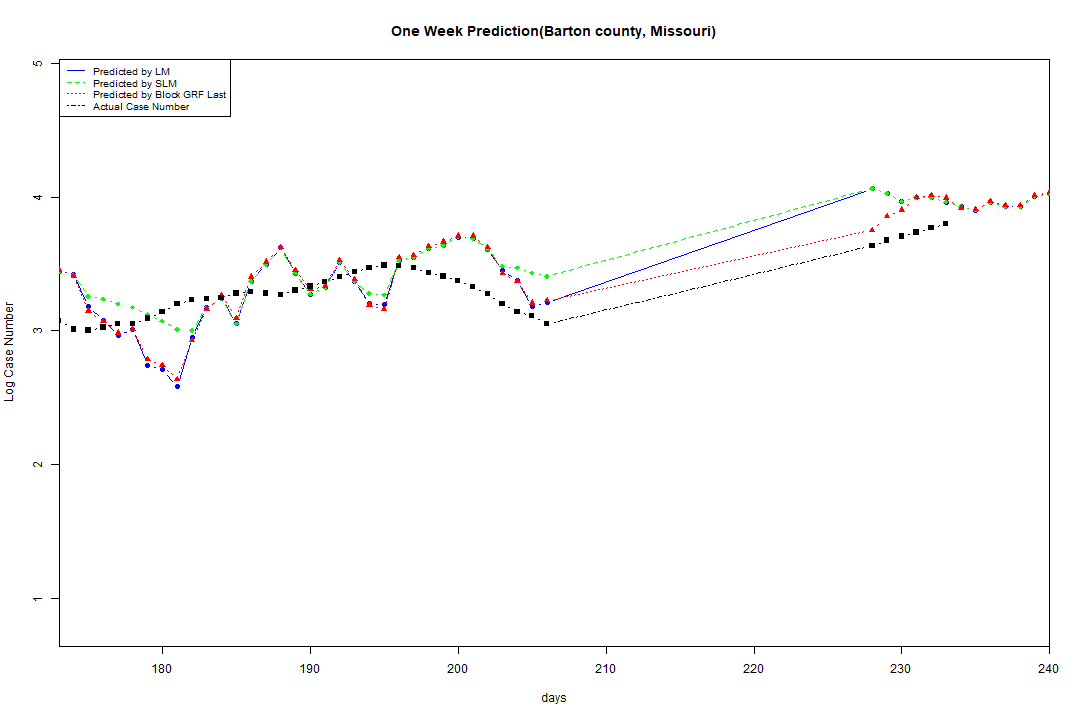 One Week Prediction(Barton county, Missouri)
Predicted by LM
Predicted by SLM
Predicted by Block GRF Last
Actual Case Number
5
4
3
2
1
Log Case Number
180 190 200 210 220 230 240
days